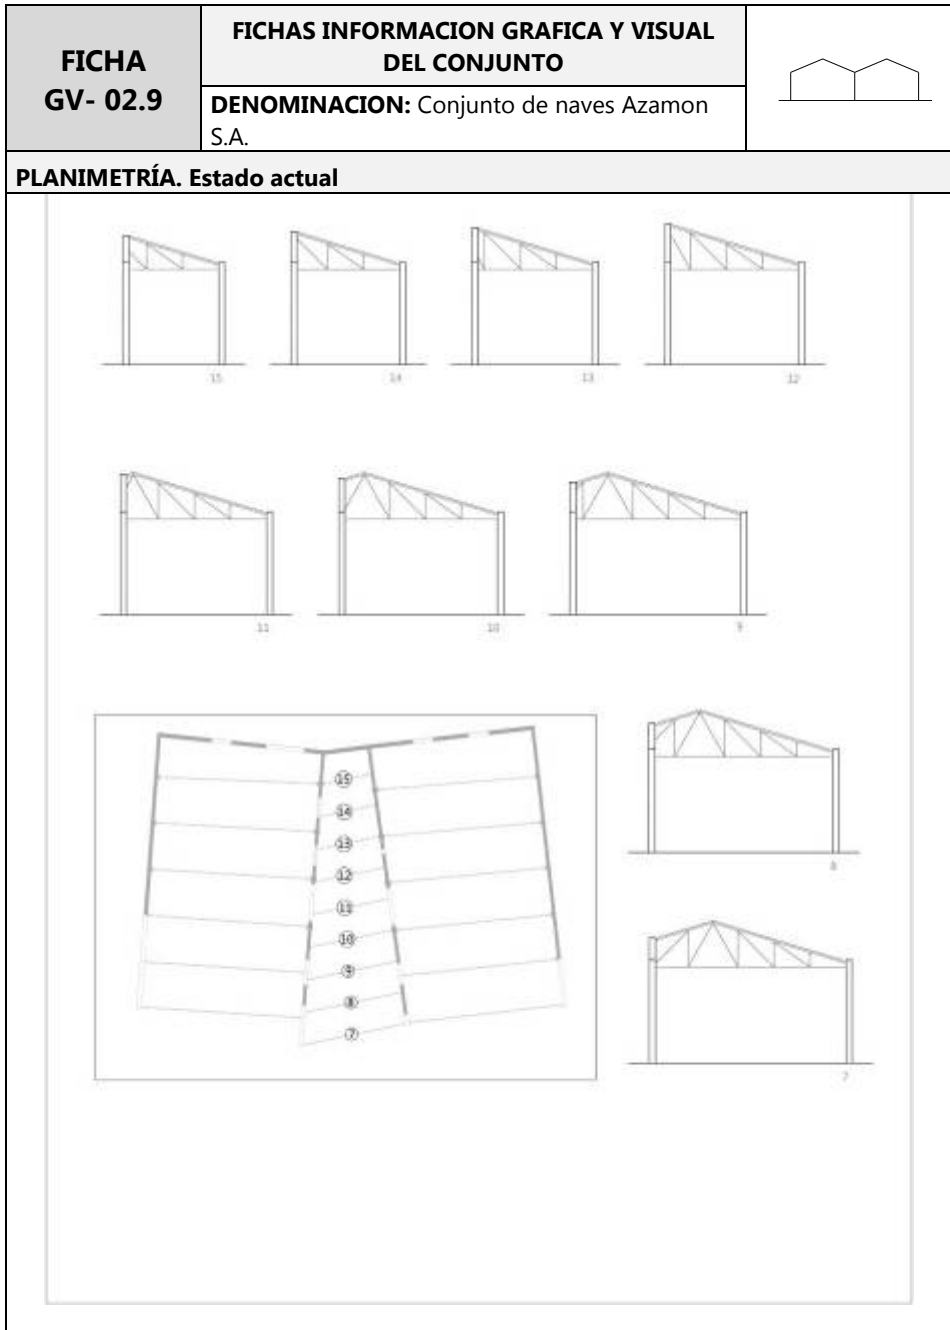 FICHA
GV- 02.9
FICHAS INFORMACION GRAFICA Y VISUAL
DEL CONJUNTO
DENOMINACION: Conjunto de naves Azamon
S.A.
PLANIMETRÍA. Estado actual
15
14
13
12
11
10
9
15
14
13
12
11
10
9
8
7
8
7